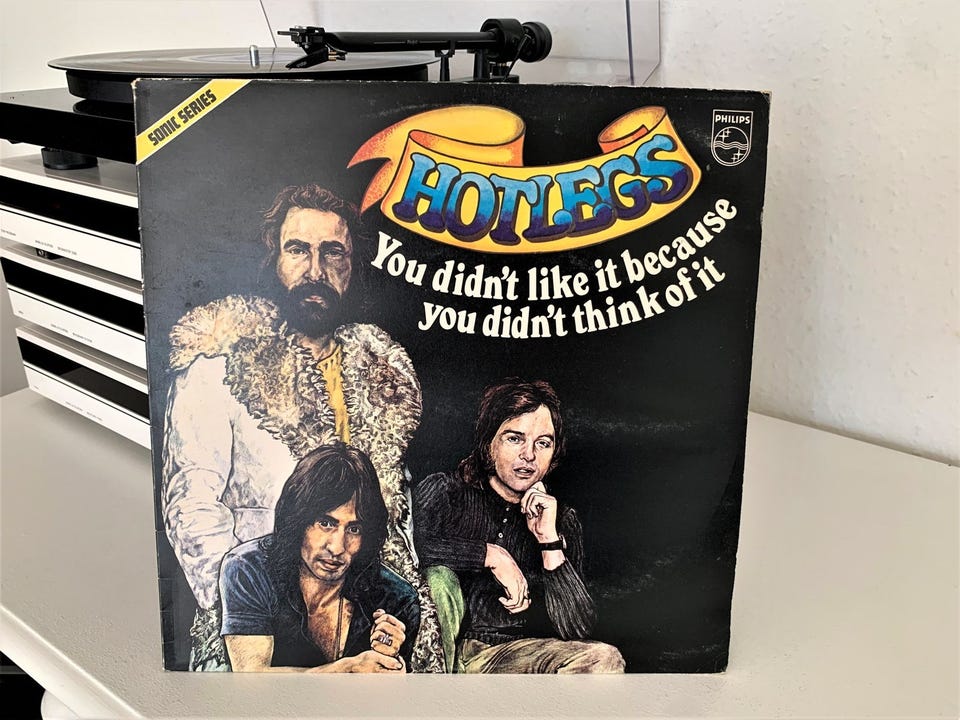 SONIC SERIES
PHILIPS
HOTLEGS
You didn't like it because
you didn't think of it